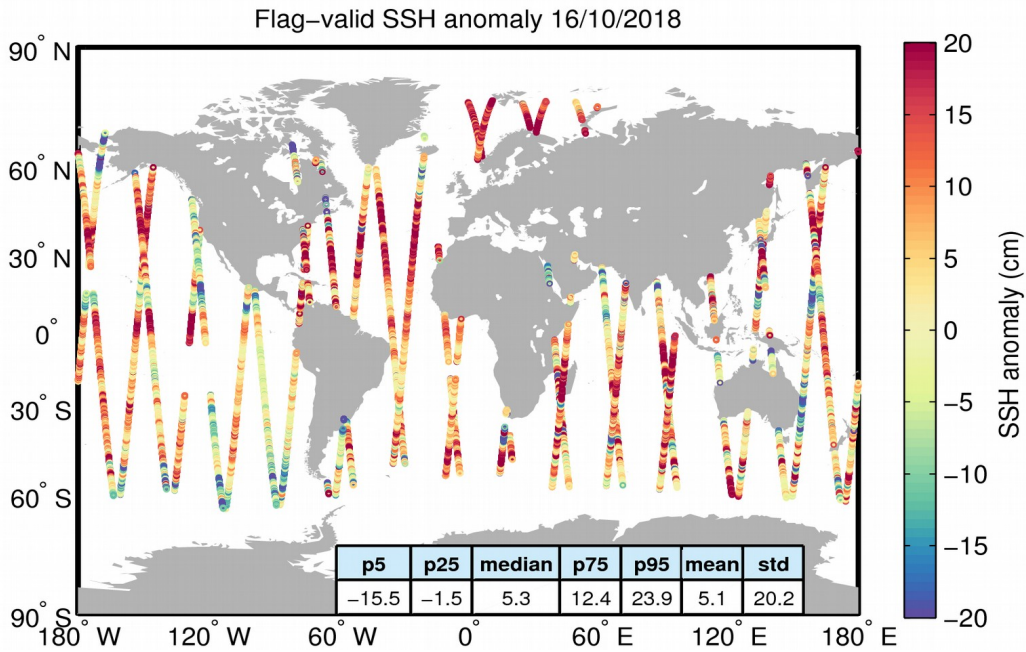 Flag−valid SSH anomaly 16/10/2018
90° N
60° N
30° N
0°
30° S
60° S
90° S
180° W
120° W
60° W
0°
60° E
120° E
180° E
p5 p25 median p75 p95 mean std
−15.5 −1.5 5.3 12.4 23.9 5.1 20.2
20
15
10
5
0
−5
−10
−15
−20
SSH anomaly (cm)